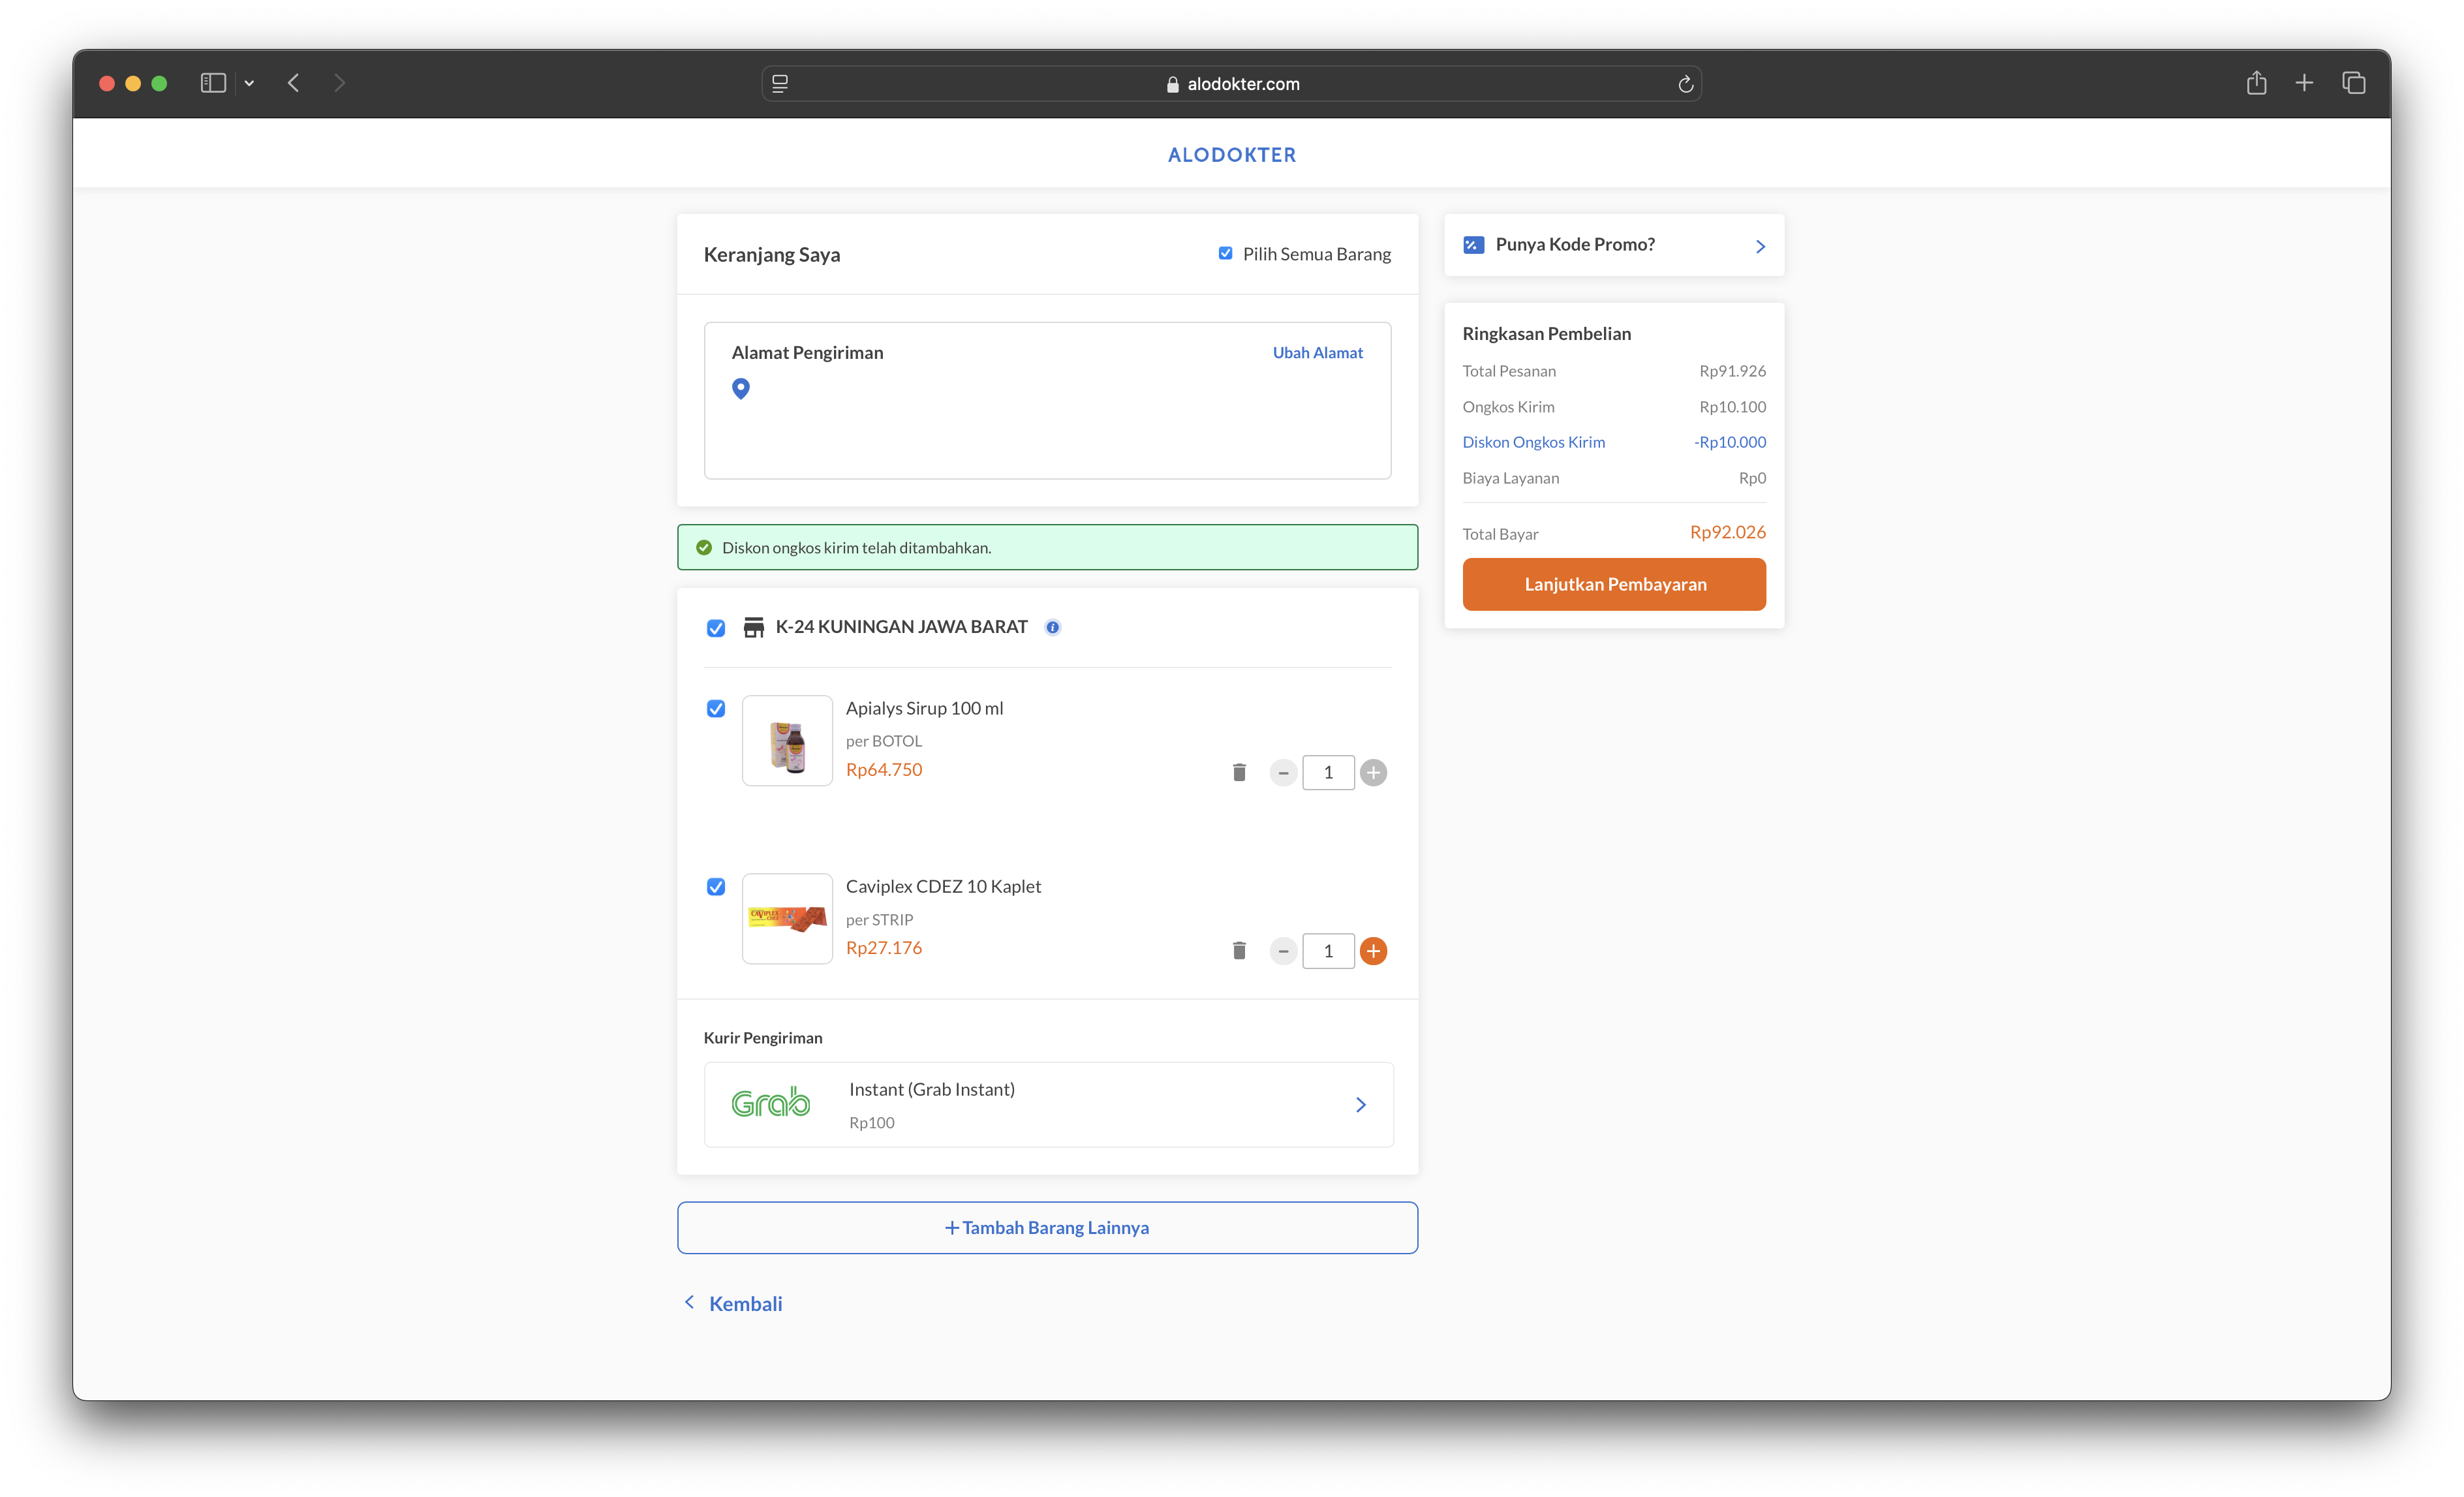 alodokter.com
ALODOKTER
Keranjang Saya
Pilih Semua Barang
Alamat Pengiriman
Ubah Alamat
Diskon ongkos kirim telah ditambahkan.
K-24 KUNINGAN JAWA BARAT
Apialys Sirup 100 ml
per BOTOL
Rp64.750
1
CAVIPLEX
Caviplex CDEZ 10 Kaplet
per STRIP
Rp27.176
1
Kurir Pengiriman
Grab
Instant (Grab Instant)
Rp100
+ Tambah Barang Lainnya
Kembali
Punya Kode Promo?
Ringkasan Pembelian
Total Pesanan Rp91.926
Ongkos Kirim Rp10.100
Diskon Ongkos Kirim -Rp10.000
Biaya Layanan Rp0
Total Bayar Rp92.026
Lanjutkan Pembayaran